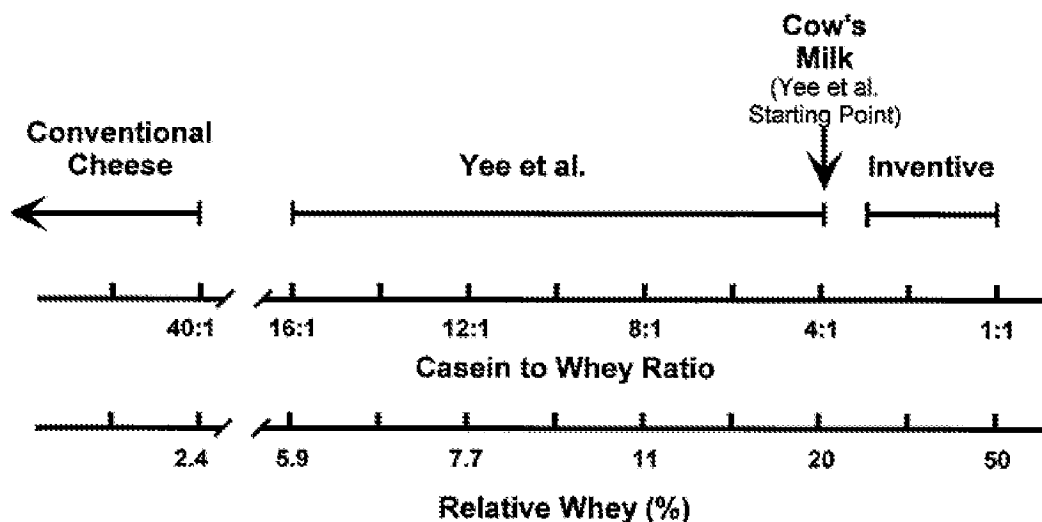 Cow's
Milk
(Yee et al.
Starting Point)
Conventional
Cheese
Yee et al.
Inventive
40:1 16:1 12:1 8:1 4:1 1:1
Casein to Whey Ratio
2.4 5.9 7.7 11 20 50
Relative Whey (%)